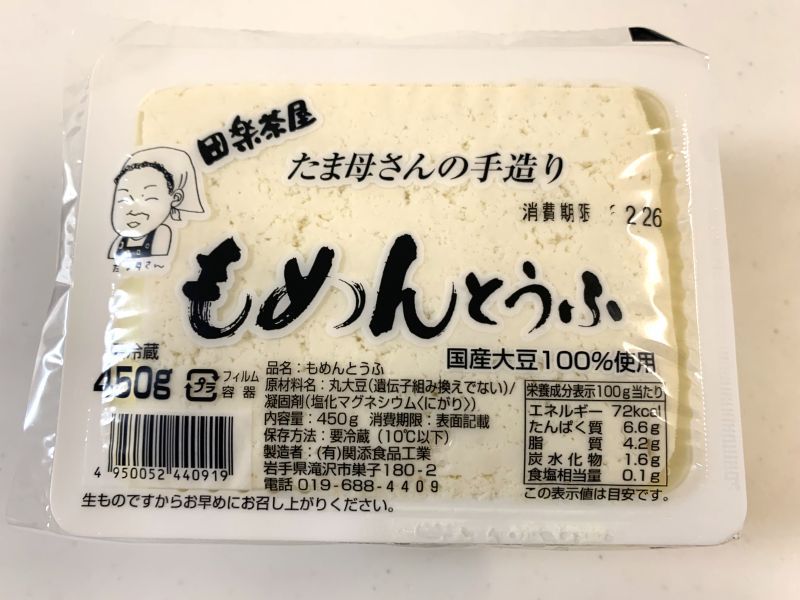 田楽茶屋
たま母さんの手造り
消費期限 2.26
もめんとうふ
国産大豆100%使用
要冷蔵
450g プラ フィルム容器
品名：もめんとうふ
原材料名：丸大豆(遺伝子組み換えでない)/
凝固剤(塩化マグネシウム〈にがり〉)
内容量：450g 消費期限：表面記載
保存方法：要冷蔵(10℃以下)
製造者：(有)関添食品工業
岩手県滝沢市巣子180-2
電話 019-688-4409
4 950052 440919
栄養成分表示100g当たり
エネルギー 72kcal
たんぱく質 6.6g
脂質 4.2g
炭水化物 1.6g
食塩相当量 0.1g
この表示値は目安です。
生ものですからお早めにお召し上がりください。